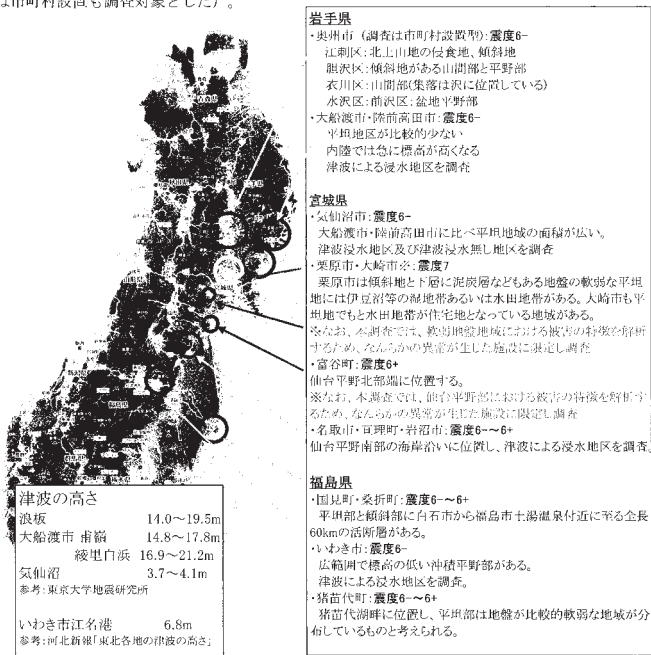 は市町村設置も調査対象とした）。
岩手県
・奥州市（調査は市町村設置型）：震度6-
江刺区：北上山地の侵食地、傾斜地
胆沢区：傾斜地がある山間部と平野部
衣川区：山間部(集落は沢に位置している)
水沢区：前沢区：盆地平野部
・大船渡市・陸前高田市：震度6-
平坦地区が比較的少ない
内陸では急に標高が高くなる
津波による浸水地区を調査
宮城県
・気仙沼市：震度6-
大船渡市・陸前高田市に比べ平坦地域の面積が広い。
津波浸水地区及び津波浸水無し地区を調査
・栗原市・大崎市※：震度7
栗原市は傾斜地と下層に泥炭層などもある地盤の軟弱な平坦
地には伊豆沼等の湿地帯あるいは水田地帯がある。大崎市も平
坦地でもと水田地帯が住宅地となっている地域がある。
※なお、本調査では、軟弱地盤地域における被害の特徴を解析
するため、なんらかの異常が生じた施設に限定し調査
・富谷町：震度6+
仙台平野北部端に位置する。
※なお、本調査では、仙台平野部における被害の特徴を解析す
るため、なんらかの異常が生じた施設に限定し調査
・名取市・亘理町・岩沼市：震度6-～6+
仙台平野南部の海岸沿いに位置し、津波による浸水地区を調査。
福島県
・国見町・桑折町：震度6-～6+
平坦部と傾斜部に白石市から福島市土湯温泉付近に至る全長
60kmの活断層がある。
・いわき市：震度6-
広範囲で標高の低い沖積平野部がある。
津波による浸水地区を調査。
・猪苗代町：震度6-～6+
猪苗代湖畔に位置し、平坦部は地盤が比較的軟弱な地域が分
布しているものと考えられる。
津波の高さ
浪板 14.0～19.5m
大船渡市 甫嶺 14.8～17.8m
綾里白浜 16.9～21.2m
気仙沼 3.7～4.1m
参考：東京大学地震研究所
いわき市江名港 6.8m
参考：河北新報「東北各地の津波の高さ」